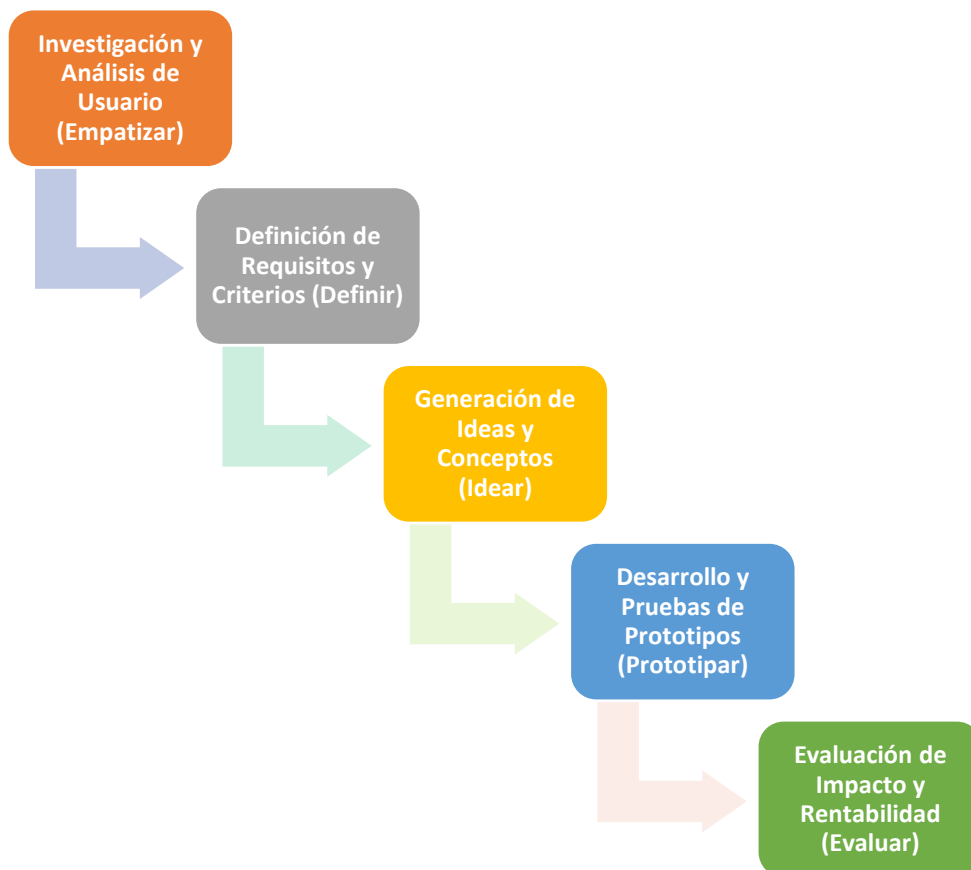 Investigación y
Análisis de
Usuario
(Empatizar)
Definición de
Requisitos y
Criterios (Definir)
Generación de
Ideas y
Conceptos
(Idear)
Desarrollo y
Pruebas de
Prototipos
(Prototipar)
Evaluación de
Impacto y
Rentabilidad
(Evaluar)